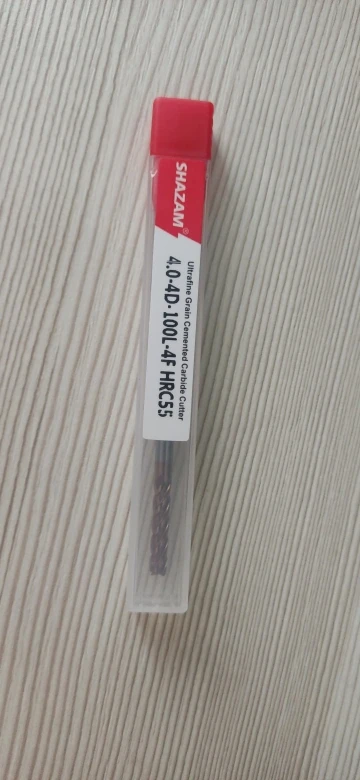 SHAZAM®
Ultrafine Grain Cemented Carbide Cutter
4.0-4D·100L-4F HRC55